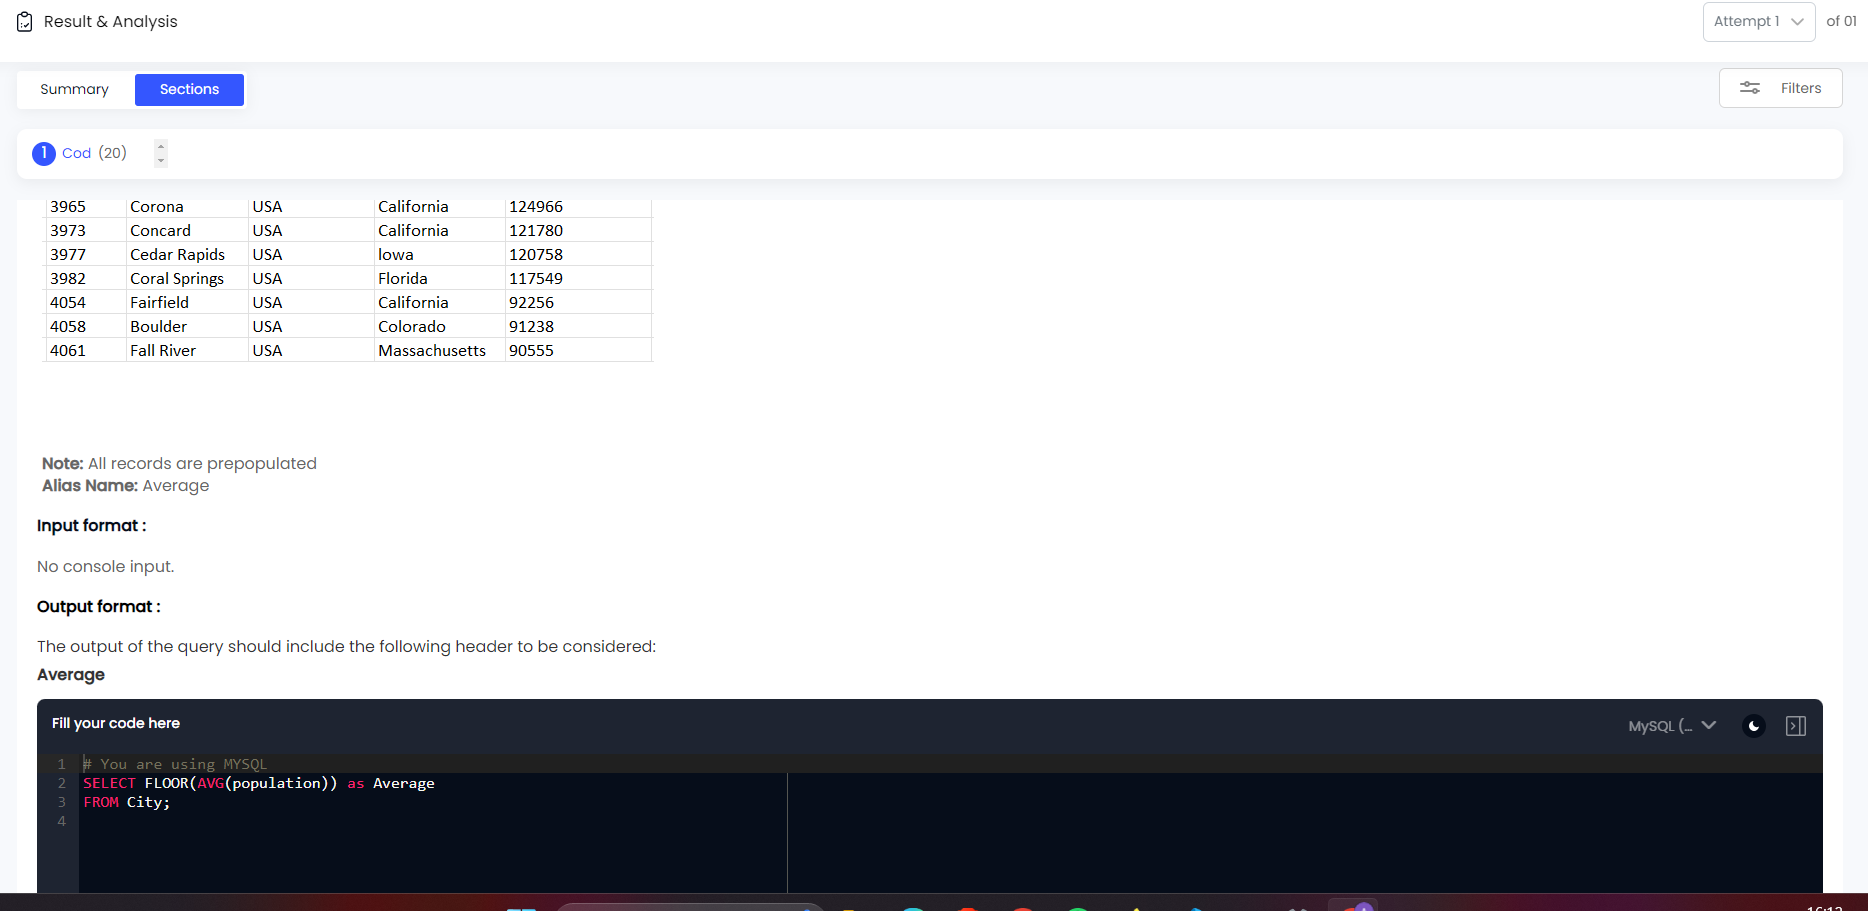 Result & Analysis
Attempt 1 of 01
Summary Sections
Filters
1 Cod (20)
3965 Corona USA California 124966
3973 Concard USA California 121780
3977 Cedar Rapids USA Iowa 120758
3982 Coral Springs USA Florida 117549
4054 Fairfield USA California 92256
4058 Boulder USA Colorado 91238
4061 Fall River USA Massachusetts 90555
Note: All records are prepopulated
Alias Name: Average
Input format :
No console input.
Output format :
The output of the query should include the following header to be considered:
Average
Fill your code here
MySQL (...
1 # You are using MYSQL
2 SELECT FLOOR(AVG(population)) as Average
3 FROM City;
4